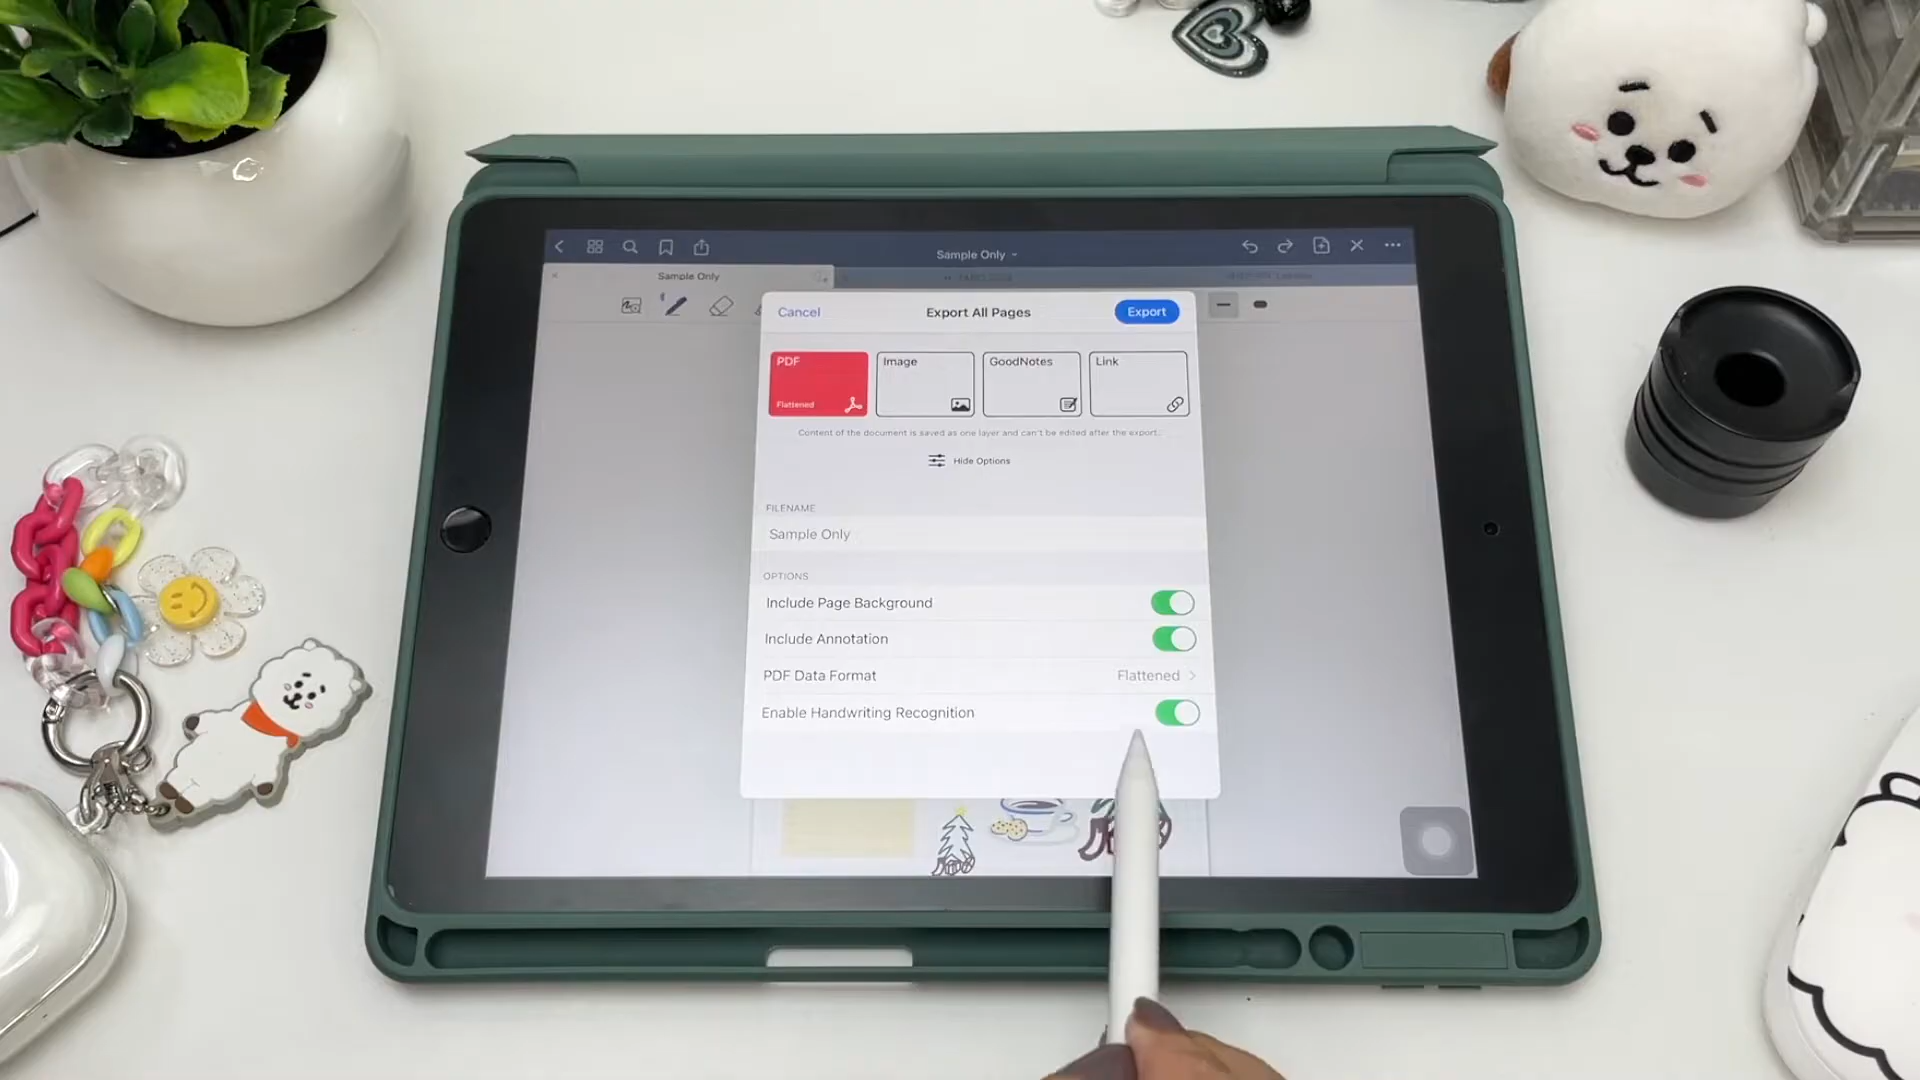 Sample Only
Sample Only
Cancel
Export All Pages
Export
PDF
Flattened
Image
GoodNotes
Link
Content of the document is saved as one layer and can't be edited after the export.
Hide Options
FILENAME
Sample Only
OPTIONS
Include Page Background
Include Annotation
PDF Data Format
Flattened
Enable Handwriting Recognition